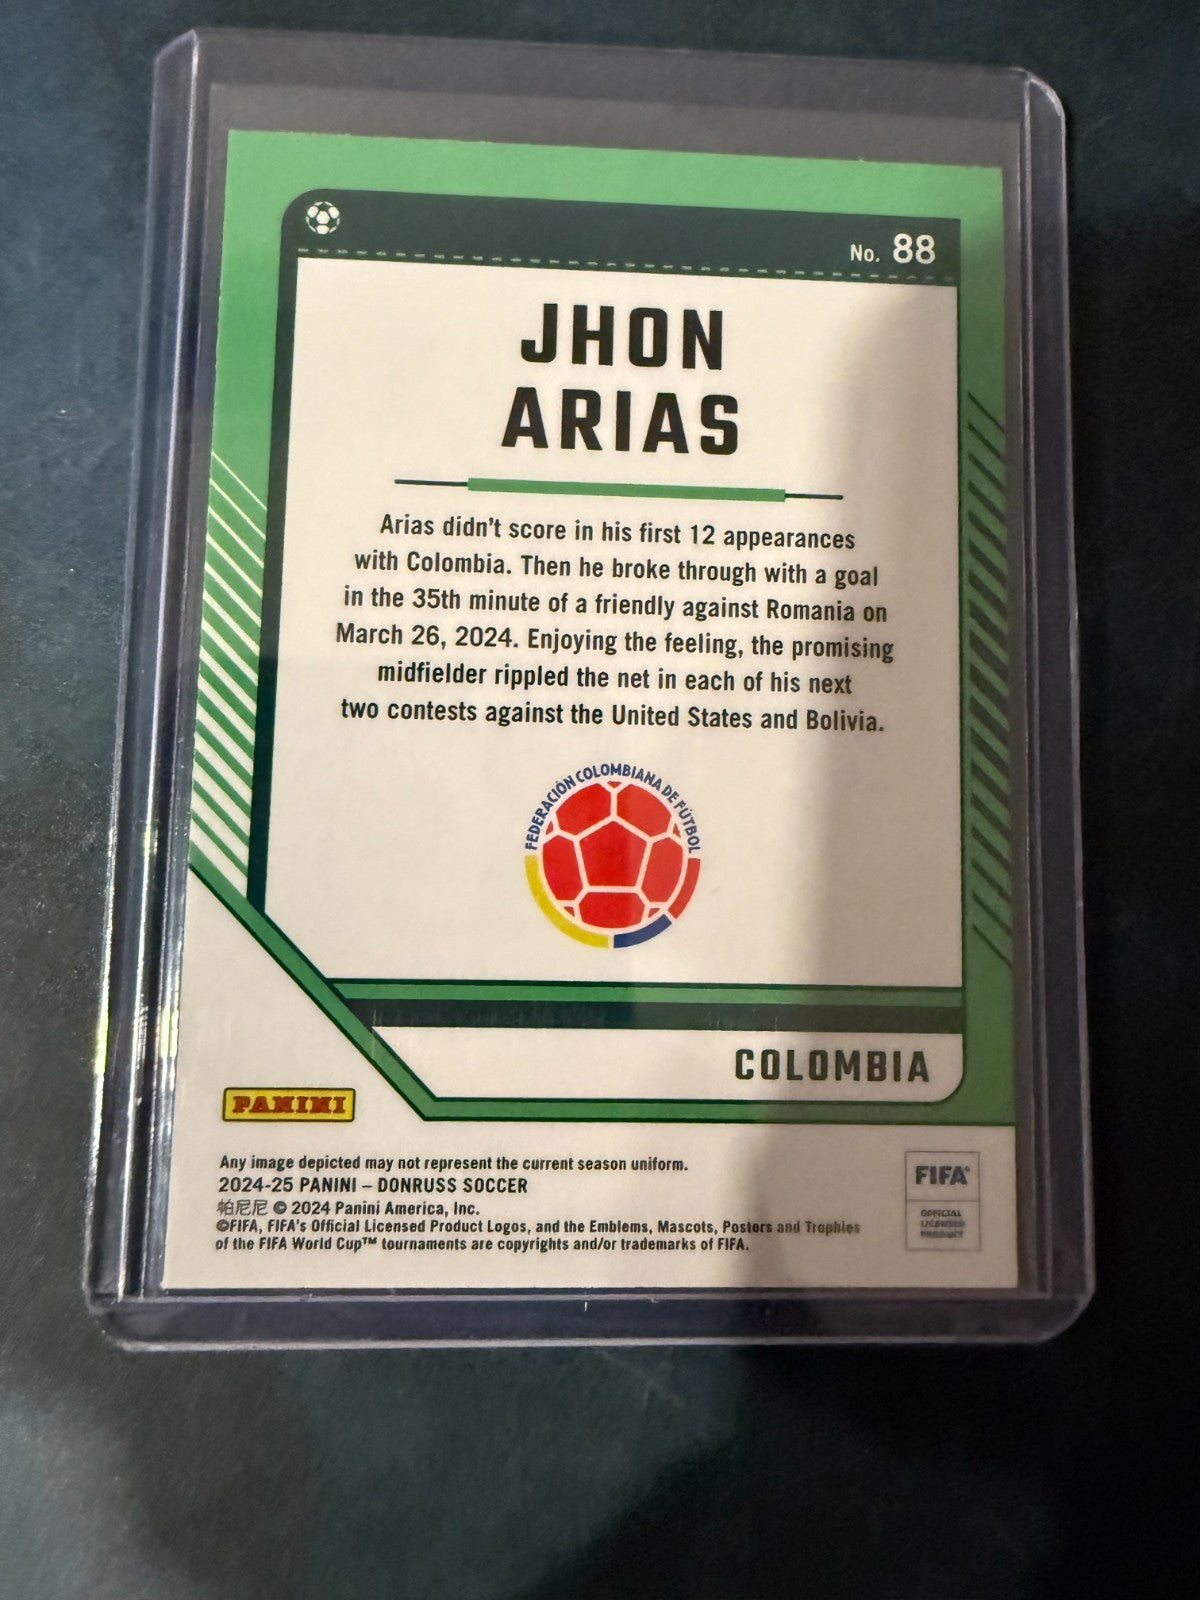 No. 88
JHON
ARIAS
Arias didn't score in his first 12 appearances
with Colombia. Then he broke through with a goal
in the 35th minute of a friendly against Romania on
March 26, 2024. Enjoying the feeling, the promising
midfielder rippled the net in each of his next
two contests against the United States and Bolivia.
FEDERACIÓN COLOMBIANA DE FÚTBOL
COLOMBIA
PANINI
Any image depicted may not represent the current season uniform.
2024-25 PANINI – DONRUSS SOCCER
帕尼尼 © 2024 Panini America, Inc.
©FIFA, FIFA's Official Licensed Product Logos, and the Emblems, Mascots, Posters and Trophies
of the FIFA World Cup™ tournaments are copyrights and/or trademarks of FIFA.
FIFA®
OFFICIAL
LICENSED
PRODUCT